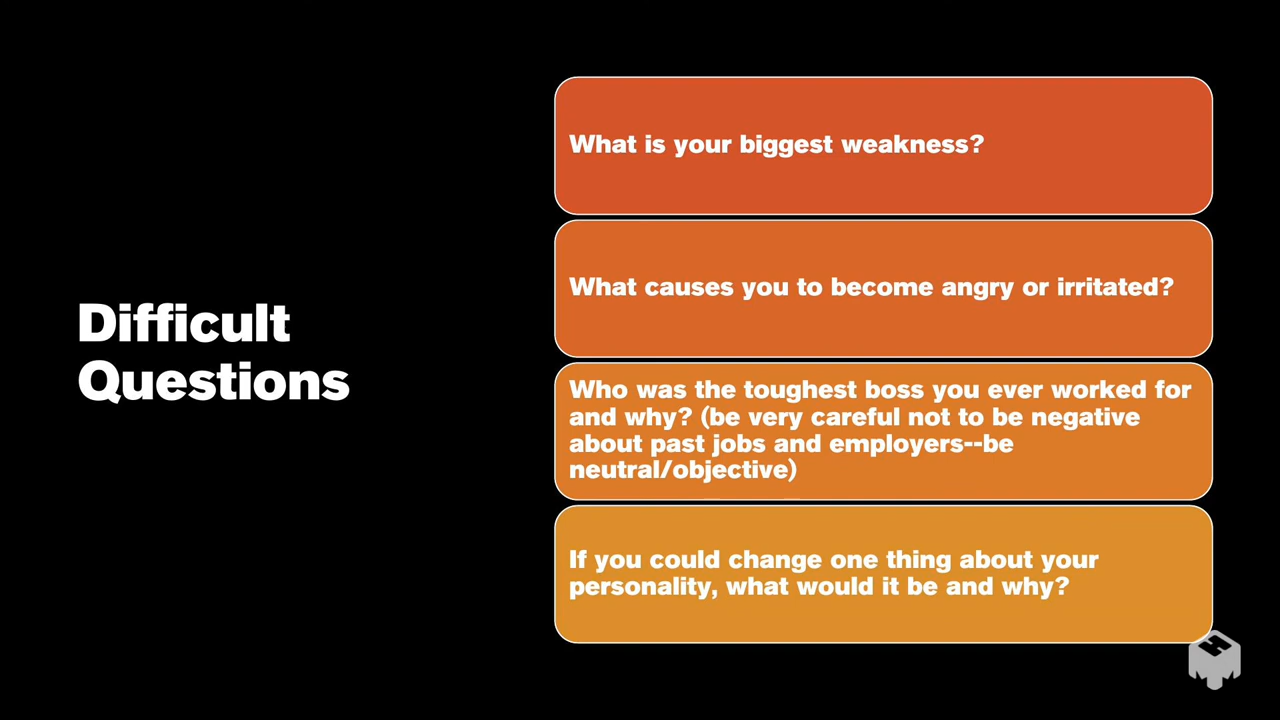 Difficult
Questions
What is your biggest weakness?
What causes you to become angry or irritated?
Who was the toughest boss you ever worked for
and why? (be very careful not to be negative
about past jobs and employers--be
neutral/objective)
If you could change one thing about your
personality, what would it be and why?